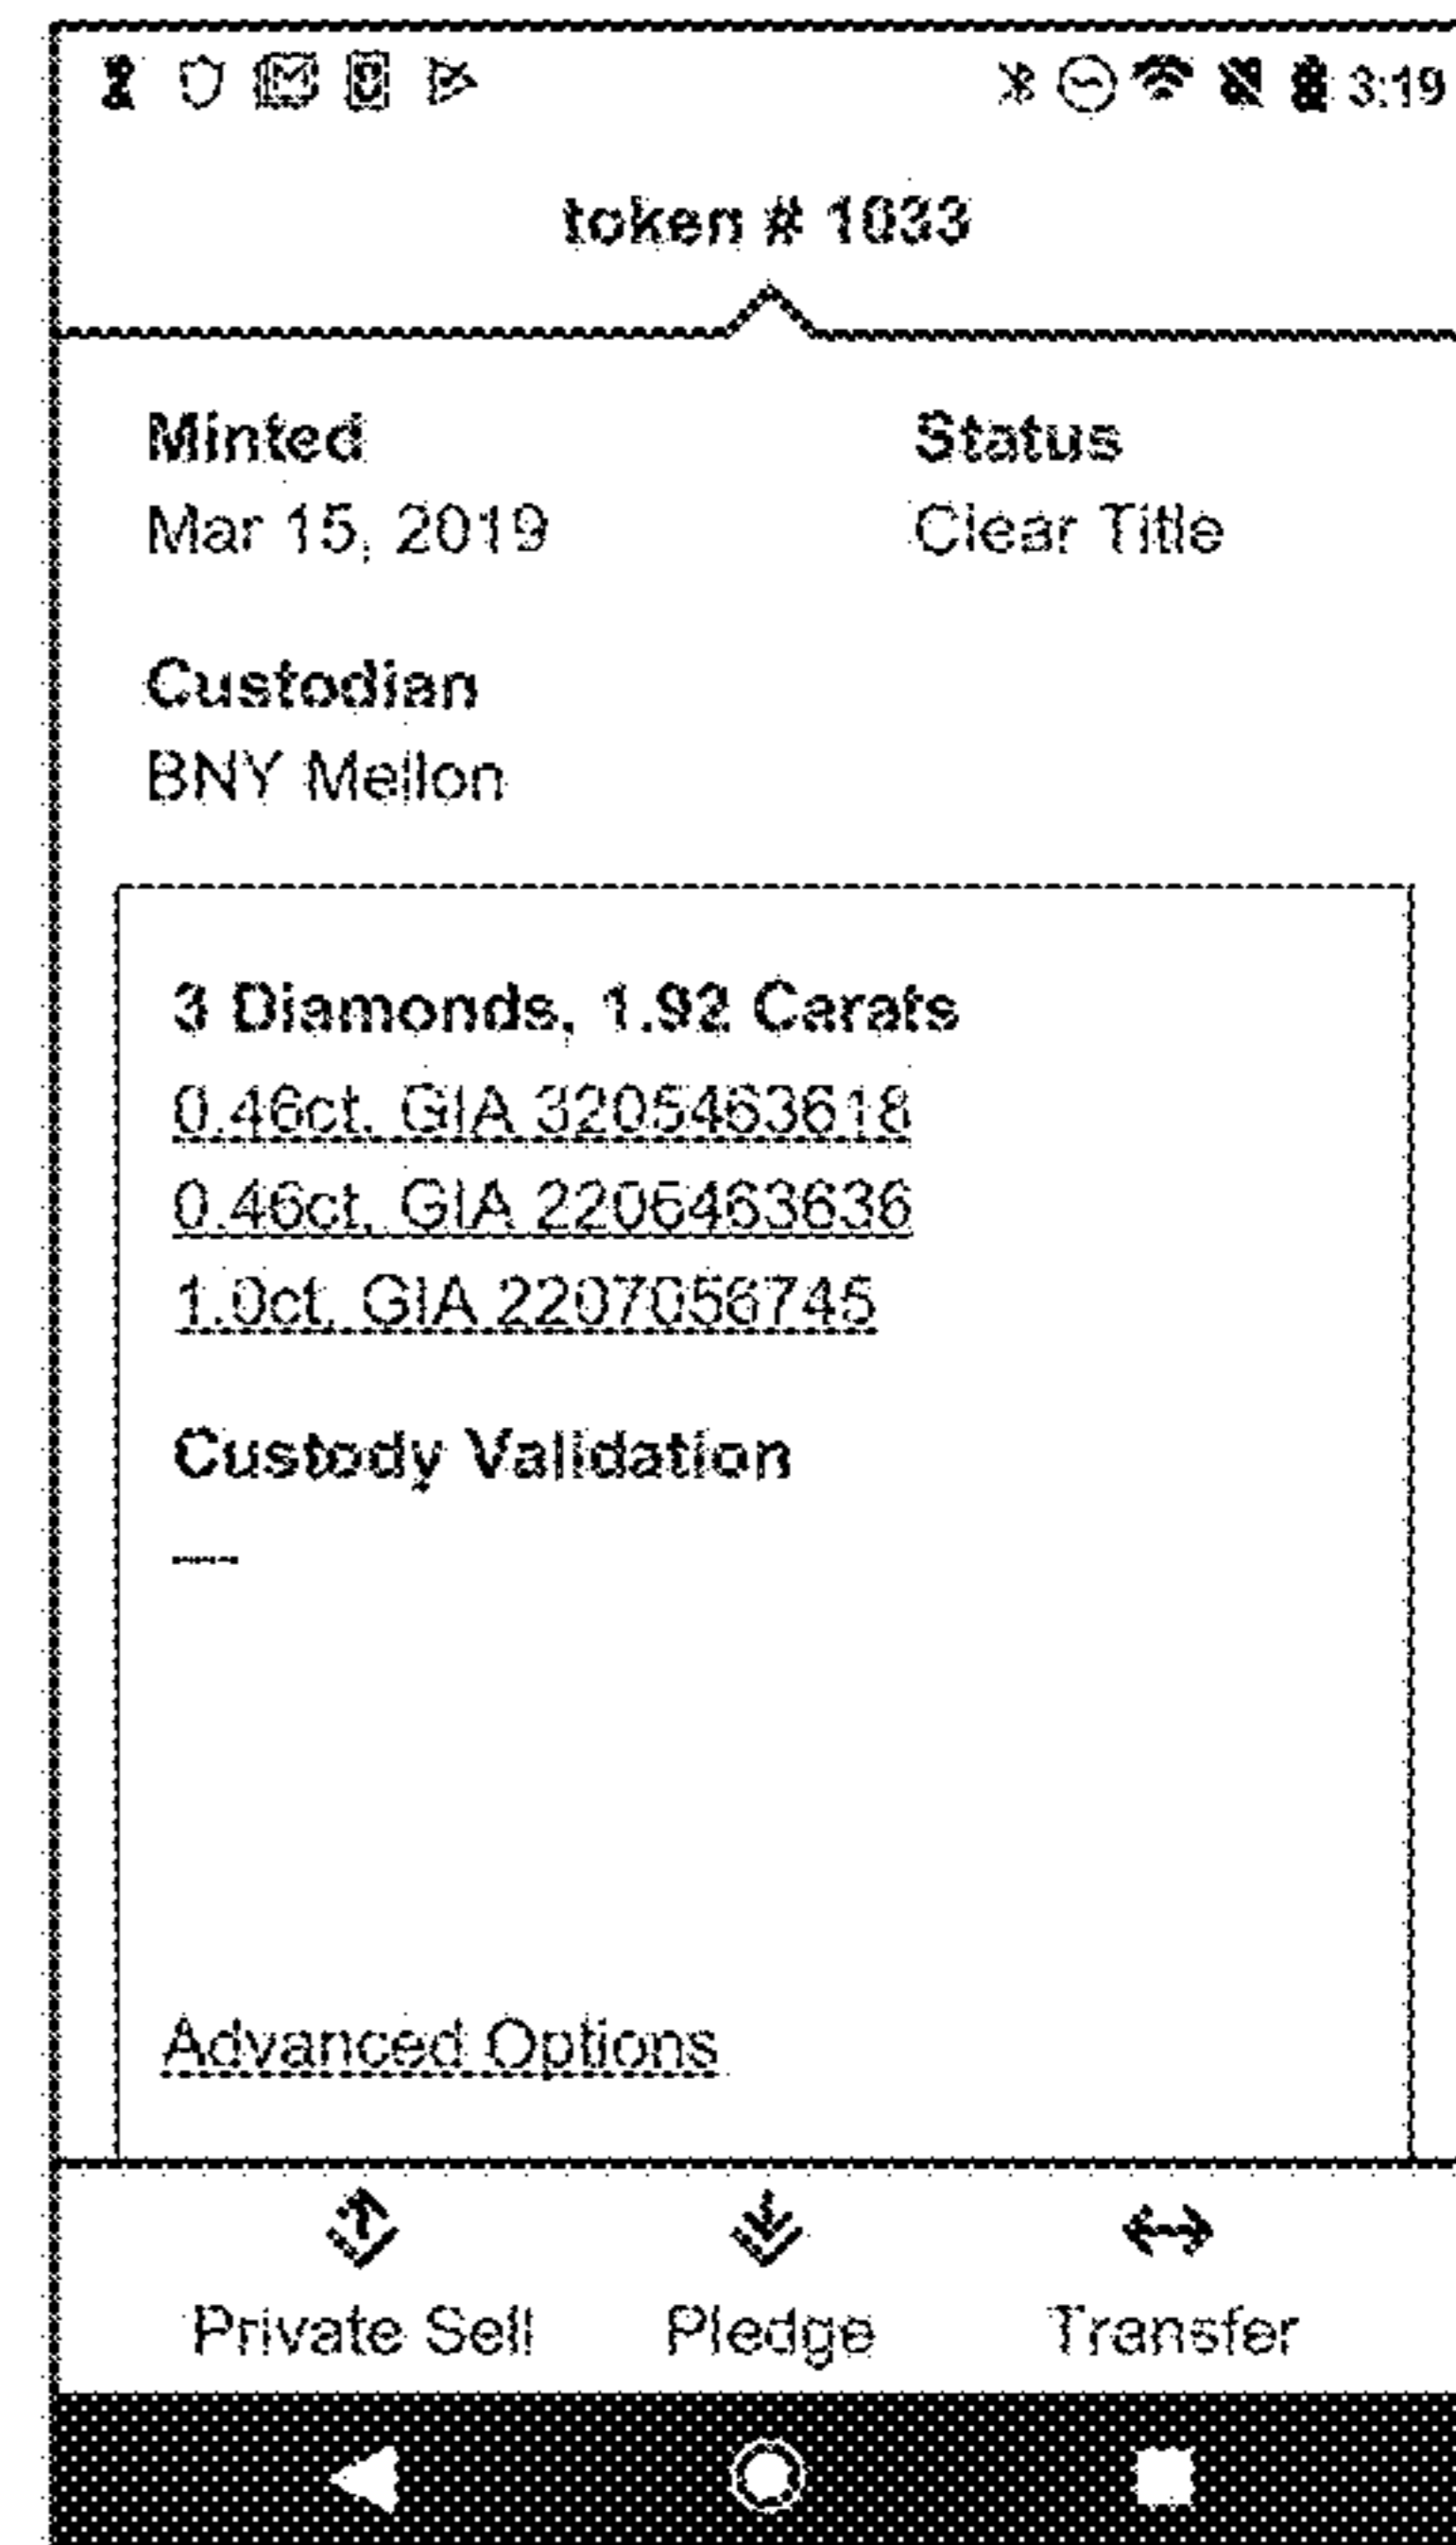 3:19
token # 1033
Minted Status
Mar 15, 2019 Clear Title
Custodian
BNY Mellon
3 Diamonds, 1.92 Carats
0.46ct, GIA 3205463618
0.46ct, GIA 2205463636
1.0ct, GIA 2207056745
Custody Validation
---
Advanced Options
Private Sell Pledge Transfer